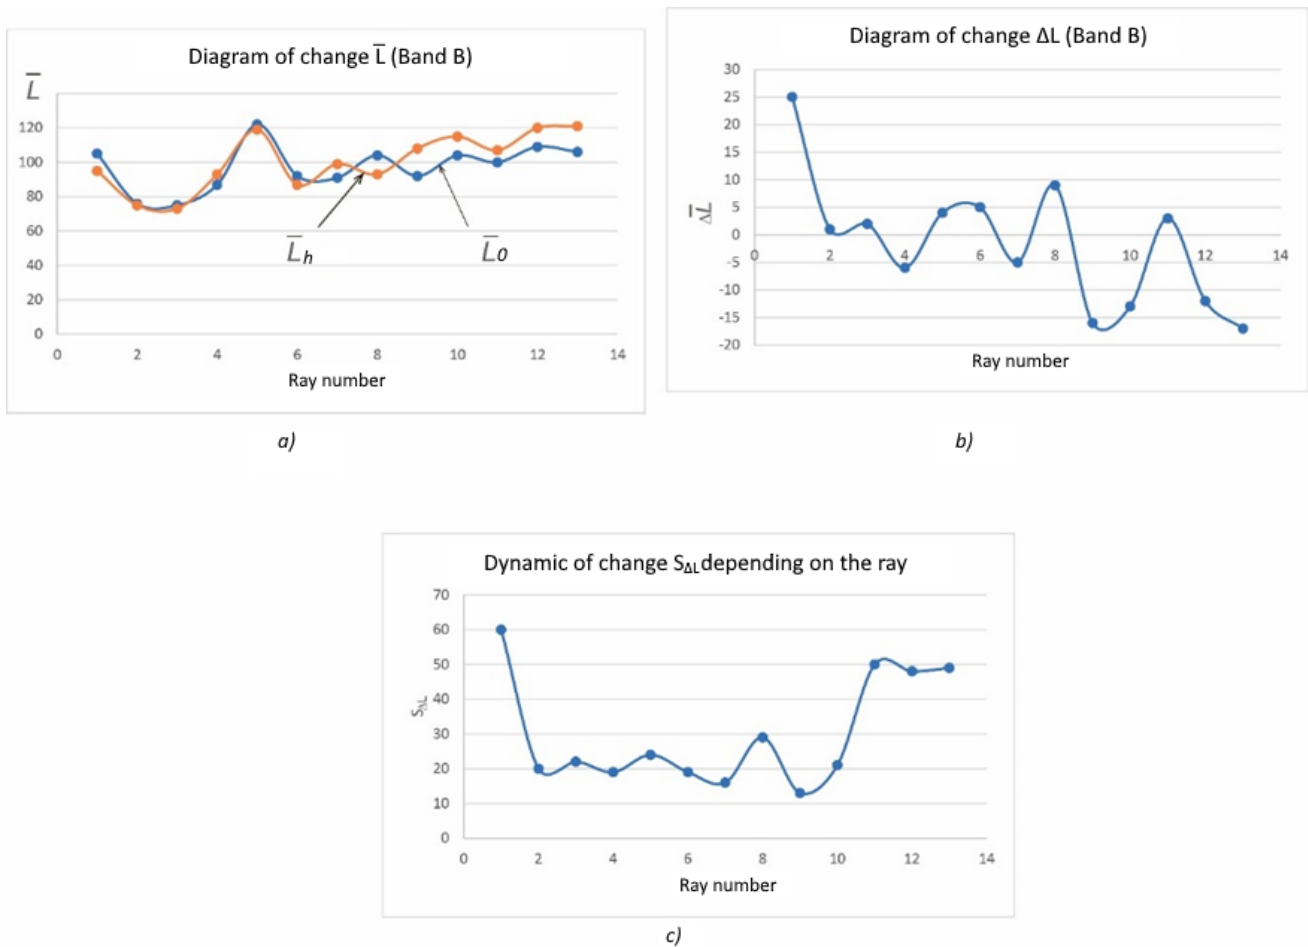 Diagram of change L̅ (Band B)
L̅
120
100
80
60
40
20
0
0 2 4 6 8 10 12 14
L̅h
L̅0
Ray number
a)
Diagram of change ΔL (Band B)
30
25
20
15
10
5
0
-5
-10
-15
-20
0 2 4 6 8 10 12 14
ΔL̅
Ray number
b)
Dynamic of change SΔL depending on the ray
70
60
50
40
30
20
10
0
SΔL
0 2 4 6 8 10 12 14
Ray number
c)